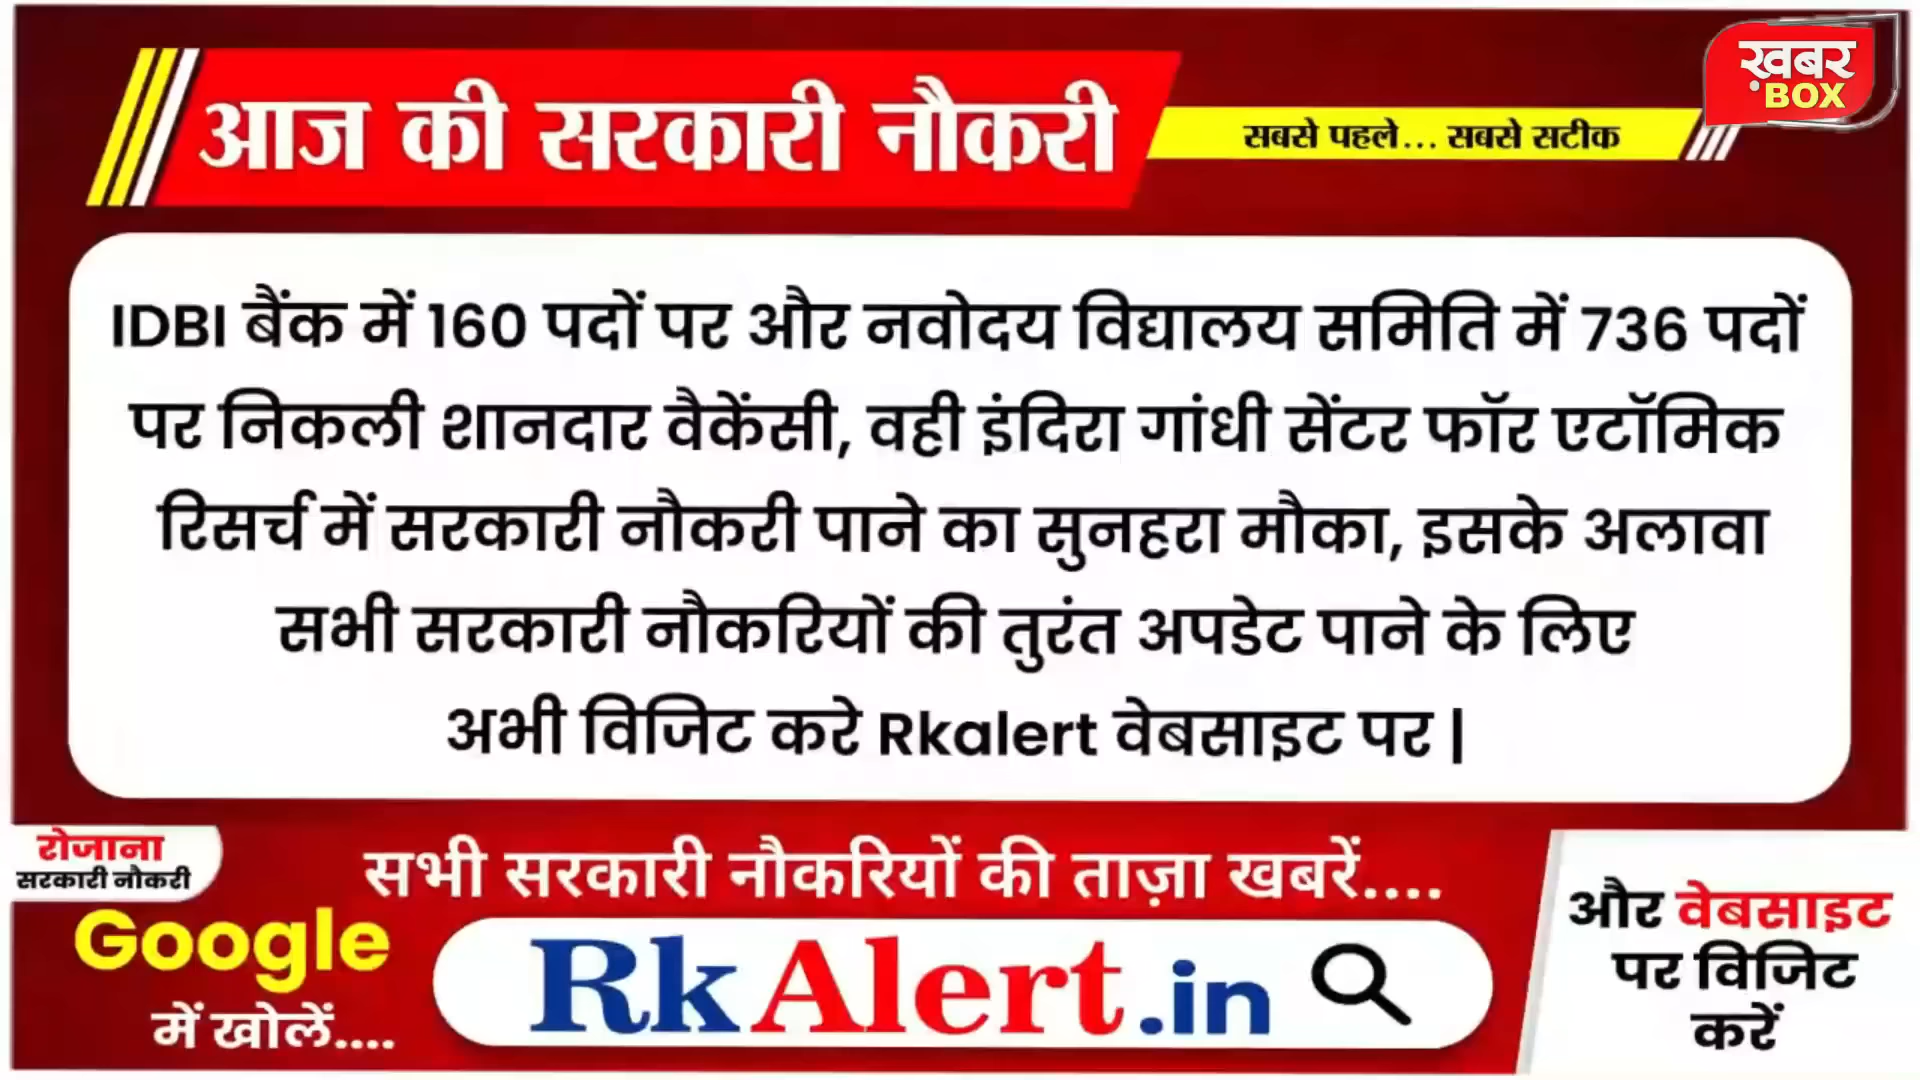 आज की सरकारी नौकरी
सबसे पहले... सबसे सटीक
ख़बर
BOX
IDBI बैंक में 160 पदों पर और नवोदय विद्यालय समिति में 736 पदों
पर निकली शानदार वैकेंसी, वही इंदिरा गांधी सेंटर फॉर एटॉमिक
रिसर्च में सरकारी नौकरी पाने का सुनहरा मौका, इसके अलावा
सभी सरकारी नौकरियों की तुरंत अपडेट पाने के लिए
अभी विजिट करे Rkalert वेबसाइट पर |
रोजाना
सरकारी नौकरी
Google
में खोलें....
सभी सरकारी नौकरियों की ताज़ा खबरें....
RkAlert.in
और वेबसाइट
पर विजिट
करें